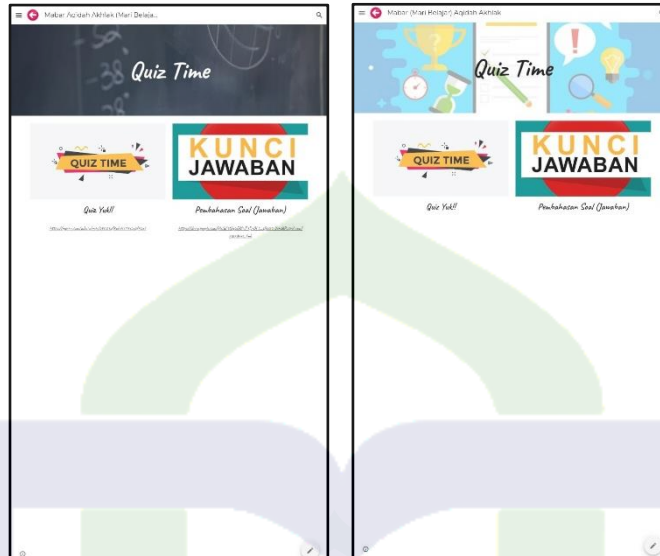 Mabar Aqidah Akhlak (Mari Belaja...
Quiz Time
QUIZ TIME
KUNCI
JAWABAN
Quiz Yuk!!
Pembahasan Soal (Jawaban)
Mabar (Mari Belajar) Aqidah Akhlak
Quiz Time
QUIZ TIME
KUNCI
JAWABAN
Quiz Yuk!!
Pembahasan Soal (Jawaban)